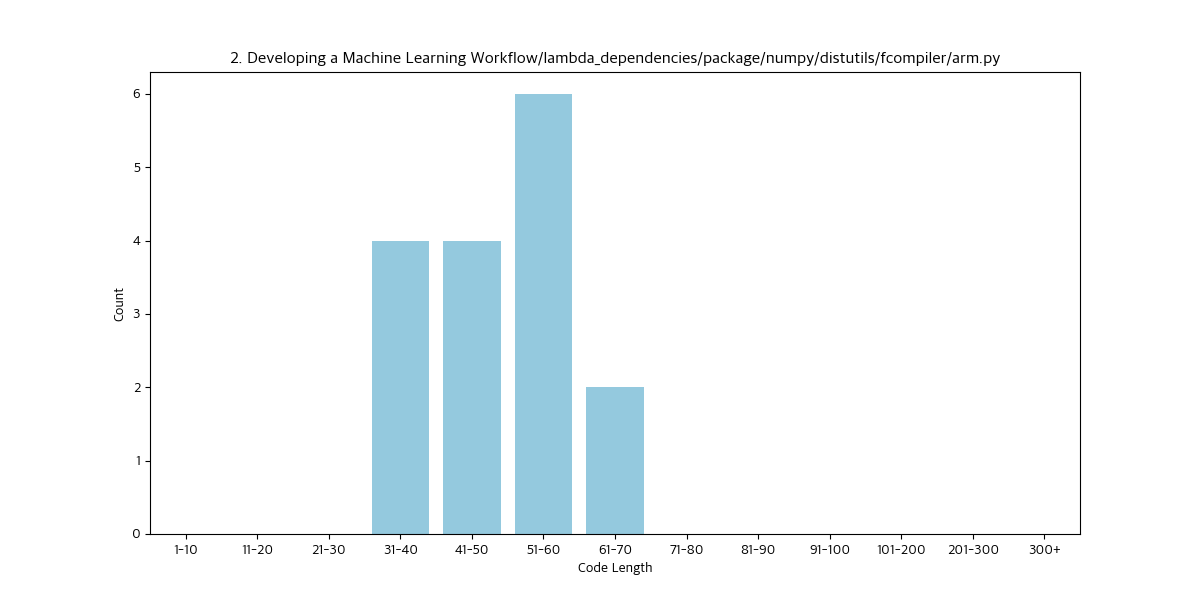 2. Developing a Machine Learning Workflow/lambda_dependencies/package/numpy/distutils/fcompiler/arm.py
6
5
4
3
2
1
0
Count
1-10 11-20 21-30 31-40 41-50 51-60 61-70 71-80 81-90 91-100 101-200 201-300 300+
Code Length